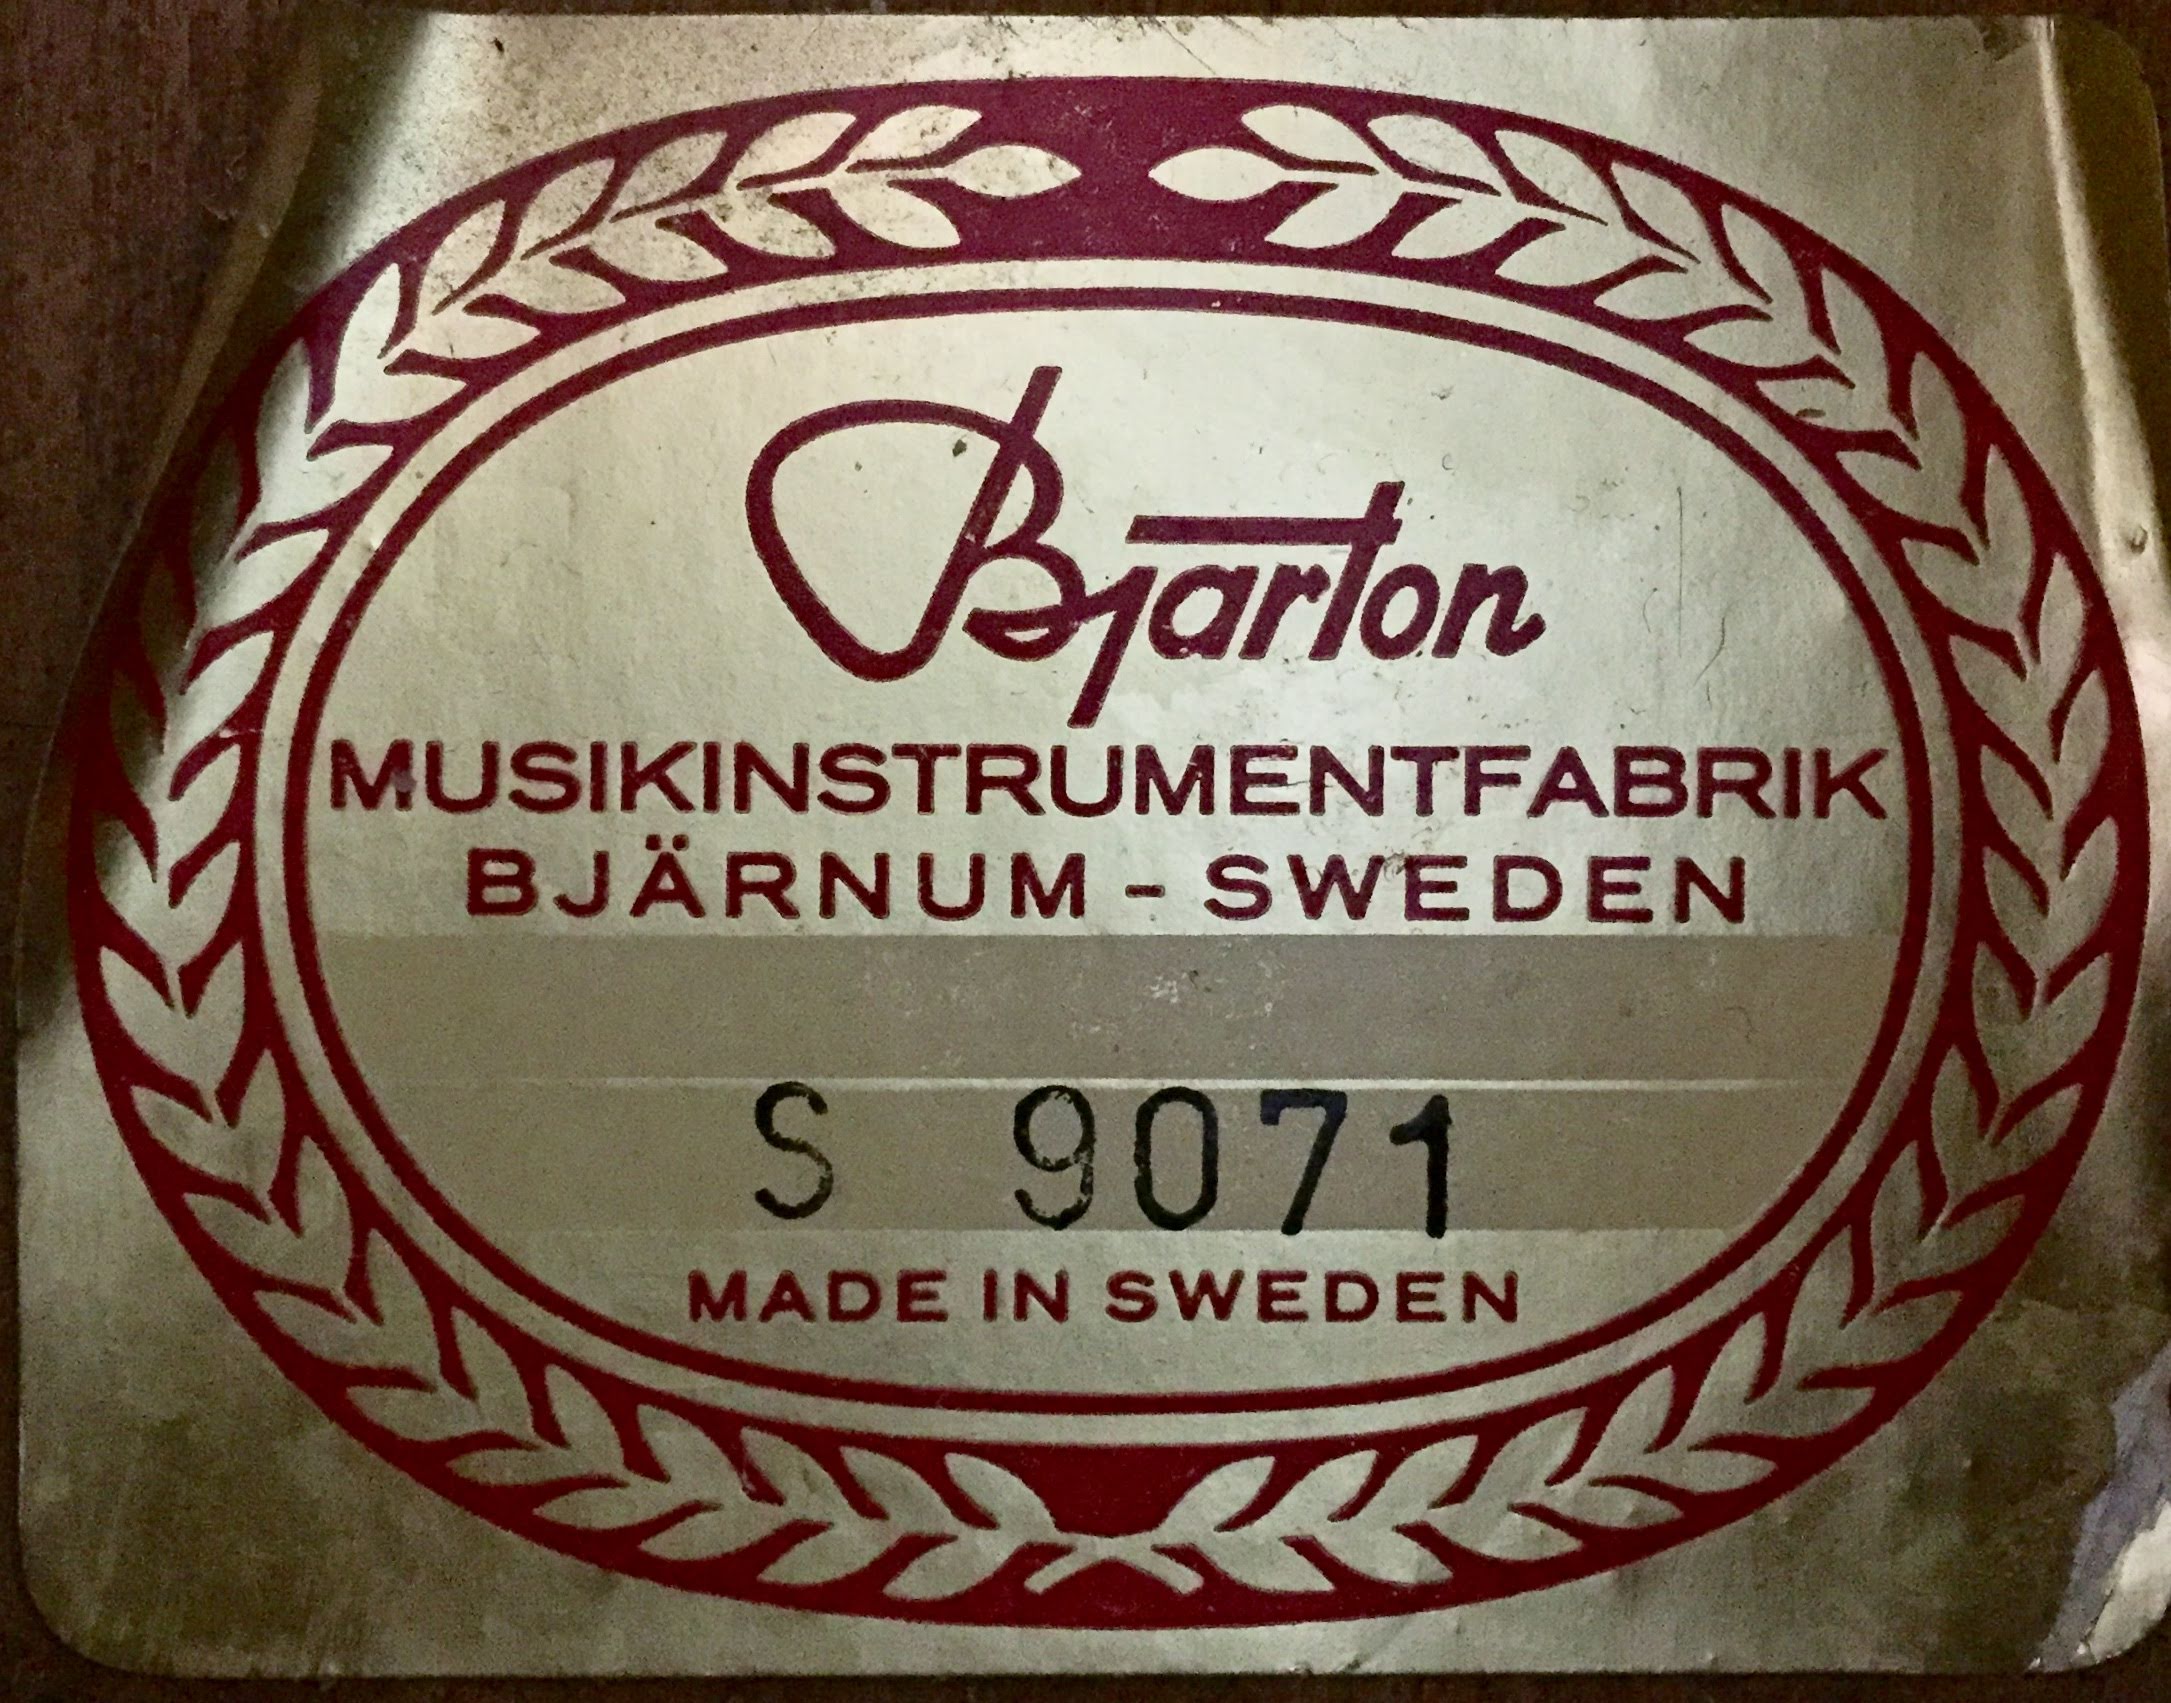 Bjarton
MUSIKINSTRUMENTFABRIK
BJÄRNUM - SWEDEN
S 9071
MADE IN SWEDEN